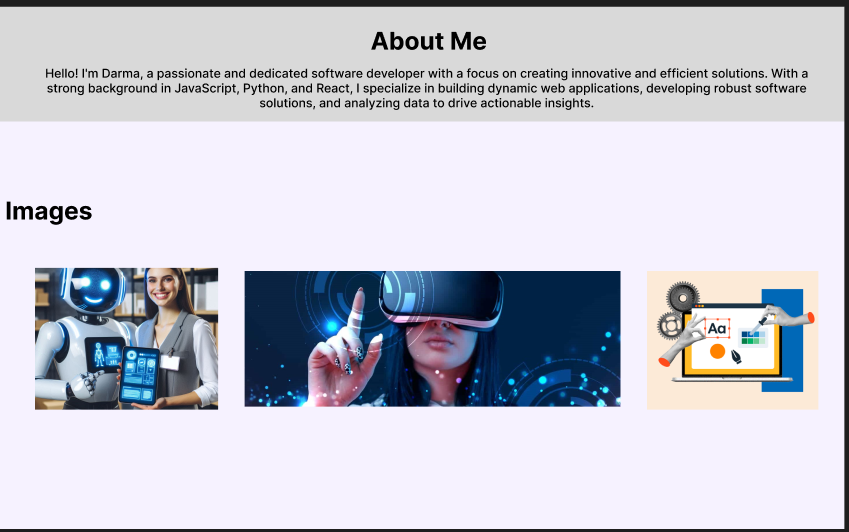 About Me
Hello! I'm Darma, a passionate and dedicated software developer with a focus on creating innovative and efficient solutions. With a
strong background in JavaScript, Python, and React, I specialize in building dynamic web applications, developing robust software
solutions, and analyzing data to drive actionable insights.
Images
Aa